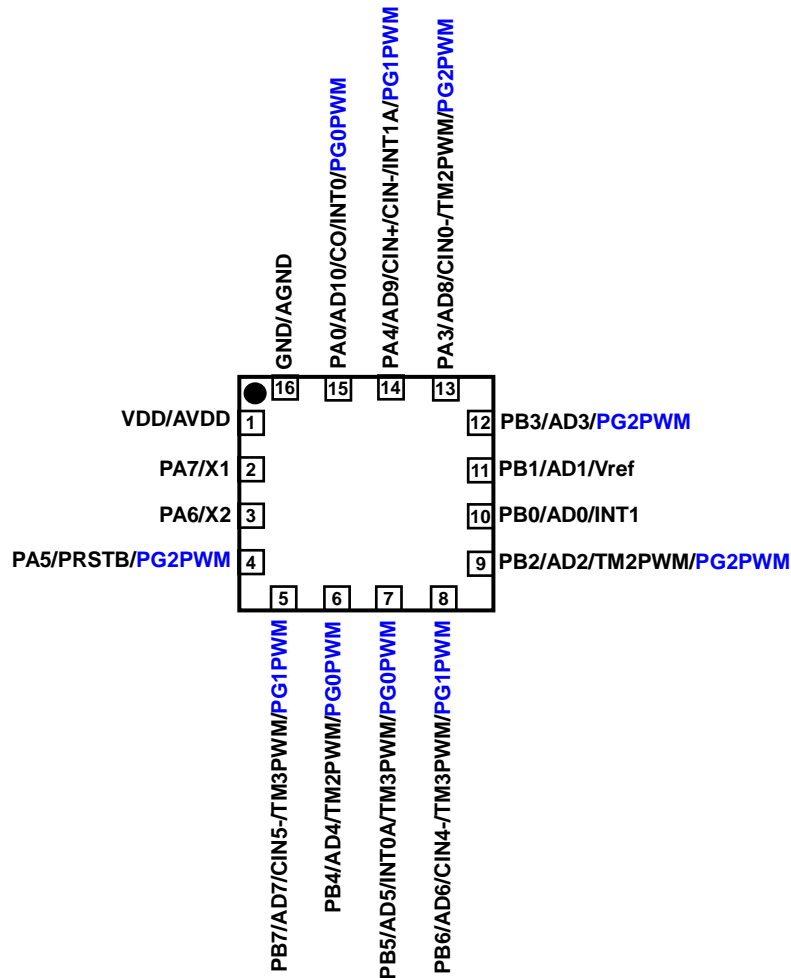 GND/AGND
PA0/AD10/CO/INT0/PG0PWM
PA4/AD9/CIN+/CIN-/INT1A/PG1PWM
PA3/AD8/CIN0-/TM2PWM/PG2PWM
16
15
14
13
VDD/AVDD 1
PA7/X1 2
PA6/X2 3
PA5/PRSTB/PG2PWM 4
12 PB3/AD3/PG2PWM
11 PB1/AD1/Vref
10 PB0/AD0/INT1
9 PB2/AD2/TM2PWM/PG2PWM
5
6
7
8
PB7/AD7/CIN5-/TM3PWM/PG1PWM
PB4/AD4/TM2PWM/PG0PWM
PB5/AD5/INT0A/TM3PWM/PG0PWM
PB6/AD6/CIN4-/TM3PWM/PG1PWM